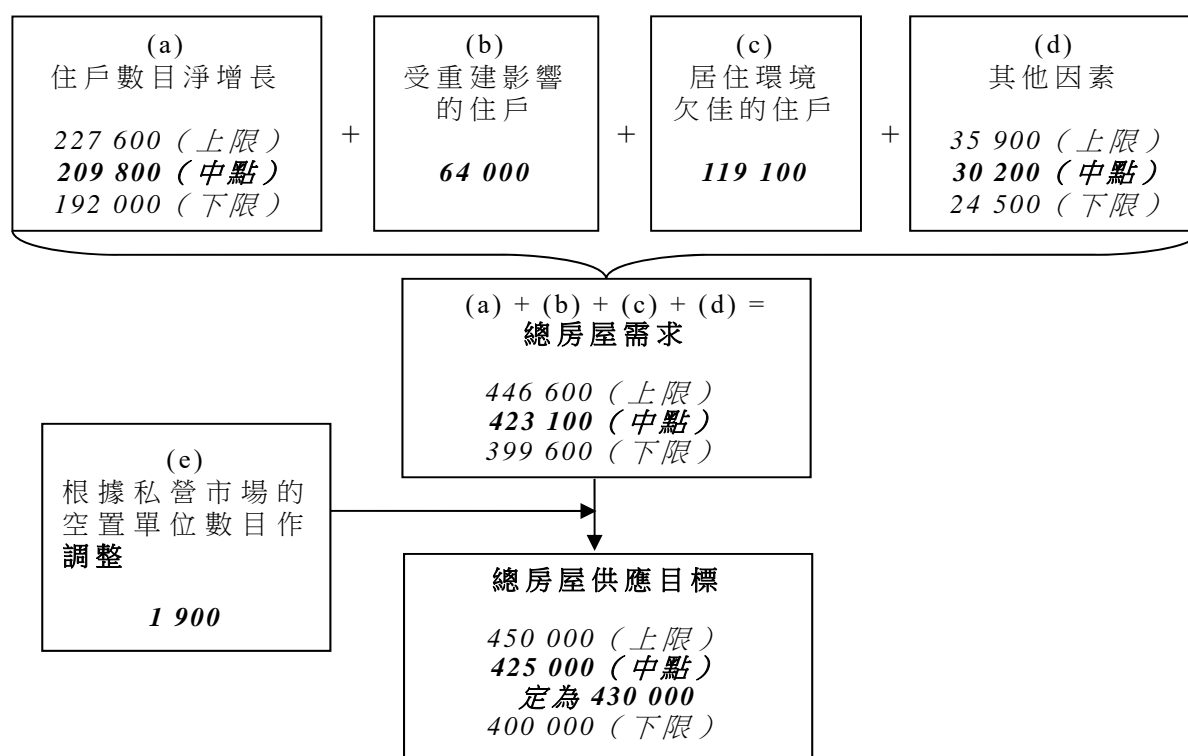 (a)
住戶數目淨增長
227 600（上限）
209 800（中點）
192 000（下限）
+
(b)
受重建影響
的住戶
64 000
+
(c)
居住環境
欠佳的住戶
119 100
+
(d)
其他因素
35 900（上限）
30 200（中點）
24 500（下限）
(a) + (b) + (c) + (d) =
總房屋需求
446 600（上限）
423 100（中點）
399 600（下限）
(e)
根據私營市場的
空置單位數目作
調整
1 900
總房屋供應目標
450 000（上限）
425 000（中點）
定為 430 000
400 000（下限）